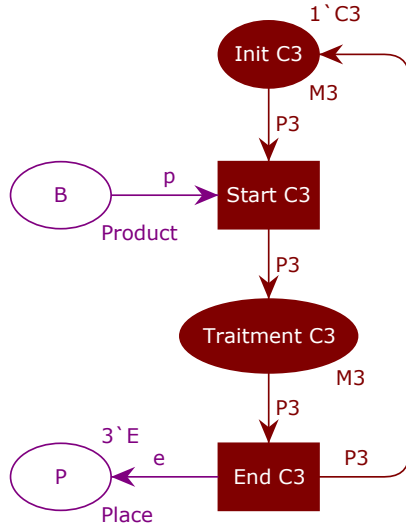 1`C3
Init C3
M3
P3
B
p
Start C3
Product
P3
Traitment C3
M3
P3
3`E
P
e
End C3
P3
Place